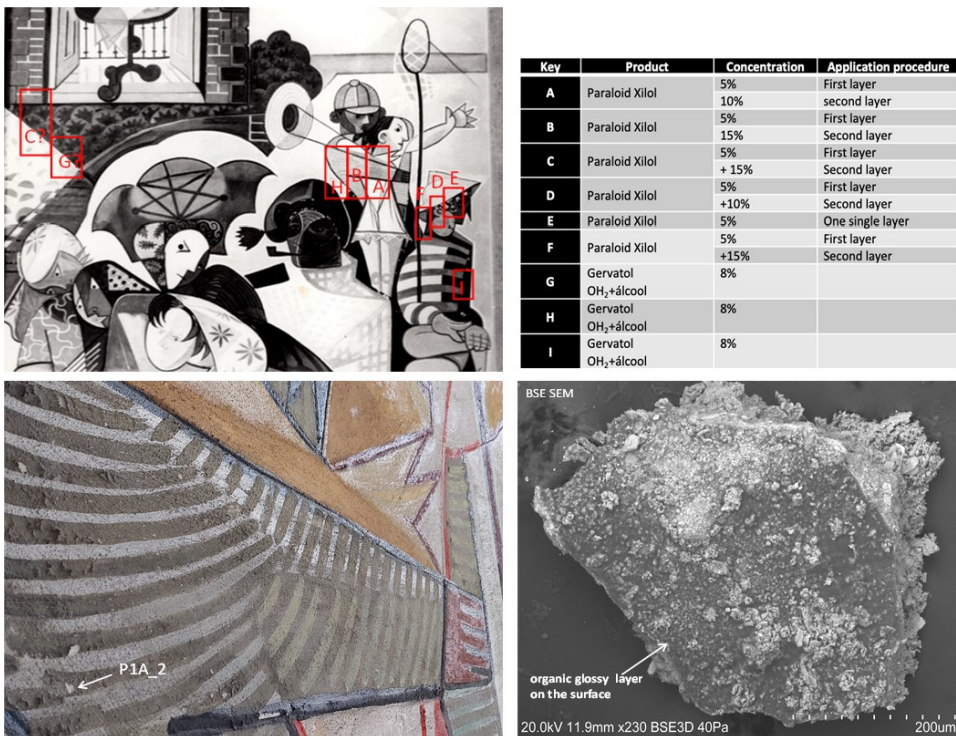 C?
G?
H
B
A
F
D
E
I
Key Product Concentration Application procedure
A Paraloid Xilol 5% First layer
10% second layer
B Paraloid Xilol 5% First layer
15% Second layer
C Paraloid Xilol 5% First layer
+ 15% Second layer
D Paraloid Xilol 5% First layer
+10% Second layer
E Paraloid Xilol 5% One single layer
F Paraloid Xilol 5% First layer
+15% Second layer
G Gervatol 8%
OH₂+álcool
H Gervatol 8%
OH₂+álcool
I Gervatol 8%
OH₂+álcool
P1A_2
BSE SEM
organic glossy layer
on the surface
20.0kV 11.9mm x230 BSE3D 40Pa 200um